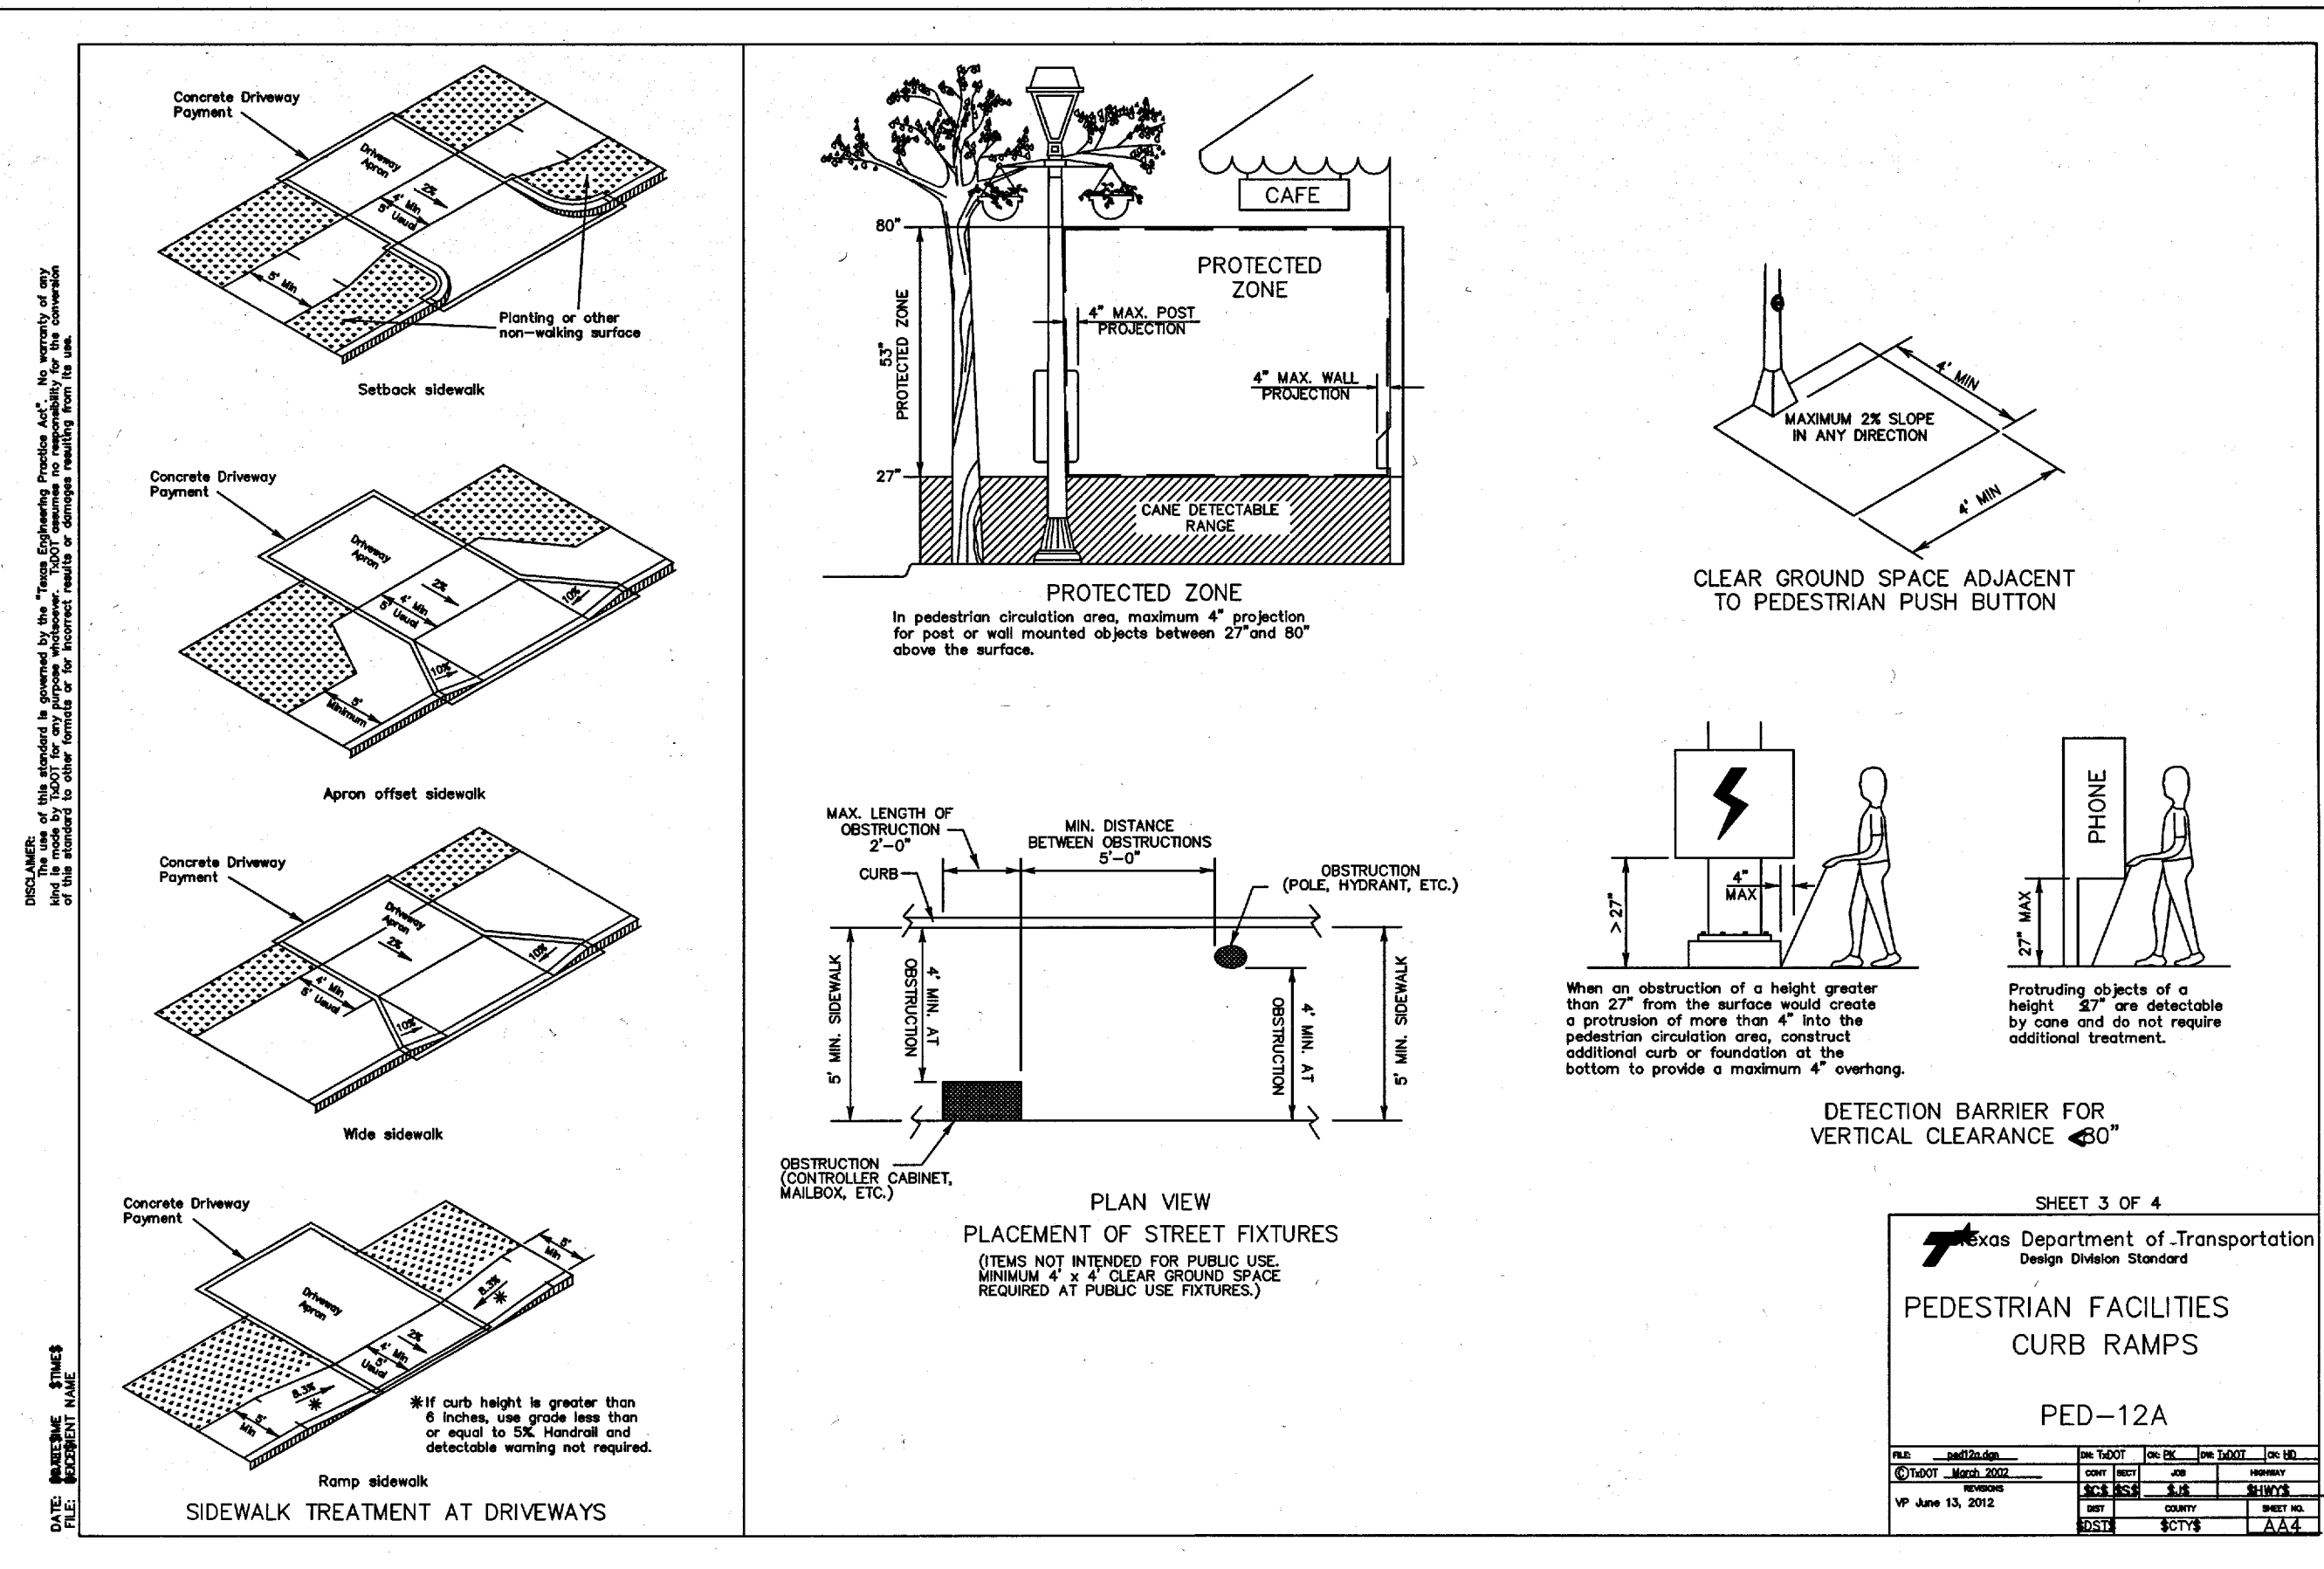 DISCLAIMER:
The use of this standard is governed by the "Texas Engineering Practice Act". No warranty of any
kind is made by TxDOT for any purpose whatsoever. TxDOT assumes no responsibility for the conversion
of this standard to other formats or for incorrect results or damages resulting from its use.
DATE: $TIME$
FILE:
Concrete Driveway
Payment
Driveway
Apron
2%
4' Min
5' Usual
5' Min
Planting or other
non-walking surface
Setback sidewalk
Concrete Driveway
Payment
Driveway
Apron
2%
4' Min
5' Usual
10%
10%
5'
Minimum
Apron offset sidewalk
Concrete Driveway
Payment
Driveway
Apron
2%
10%
4' Min
5' Usual
10%
Wide sidewalk
Concrete Driveway
Payment
5'
Min
8.3%
*
Driveway
Apron
2%
4' Min
5'
Usual
8.3%
*
5'
Min
*If curb height is greater than
6 inches, use grade less than
or equal to 5%. Handrail and
detectable warning not required.
Ramp sidewalk
SIDEWALK TREATMENT AT DRIVEWAYS
CAFE
80"
PROTECTED
ZONE
53"
PROTECTED ZONE
4" MAX. POST
PROJECTION
4" MAX. WALL
PROJECTION
27"
CANE DETECTABLE
RANGE
PROTECTED ZONE
In pedestrian circulation area, maximum 4" projection
for post or wall mounted objects between 27"and 80"
above the surface.
MAX. LENGTH OF
OBSTRUCTION
2'-0"
MIN. DISTANCE
BETWEEN OBSTRUCTIONS
5'-0"
CURB
OBSTRUCTION
(POLE, HYDRANT, ETC.)
5' MIN. SIDEWALK
4' MIN. AT
OBSTRUCTION
4' MIN. AT
OBSTRUCTION
5' MIN. SIDEWALK
OBSTRUCTION
(CONTROLLER CABINET,
MAILBOX, ETC.)
PLAN VIEW
PLACEMENT OF STREET FIXTURES
(ITEMS NOT INTENDED FOR PUBLIC USE.
MINIMUM 4' x 4' CLEAR GROUND SPACE
REQUIRED AT PUBLIC USE FIXTURES.)
4' MIN
MAXIMUM 2% SLOPE
IN ANY DIRECTION
4' MIN
CLEAR GROUND SPACE ADJACENT
TO PEDESTRIAN PUSH BUTTON
>27"
4"
MAX
When an obstruction of a height greater
than 27" from the surface would create
a protrusion of more than 4" into the
pedestrian circulation area, construct
additional curb or foundation at the
bottom to provide a maximum 4" overhang.
PHONE
27" MAX
Protruding objects of a
height ≤27" are detectable
by cane and do not require
additional treatment.
DETECTION BARRIER FOR
VERTICAL CLEARANCE <80"
SHEET 3 OF 4
Texas Department of Transportation
Design Division Standard
PEDESTRIAN FACILITIES
CURB RAMPS
PED-12A
FILE: ped12a.dgn DN: TxDOT CK: PK DW: TxDOT CK: HD
©TxDOT March 2002 CONT SECT JOB HIGHWAY
REVISIONS $C$ $S$ $J$ $HWY$
VP June 13, 2012 DIST COUNTY SHEET NO.
$DST$ $CTY$ AA4